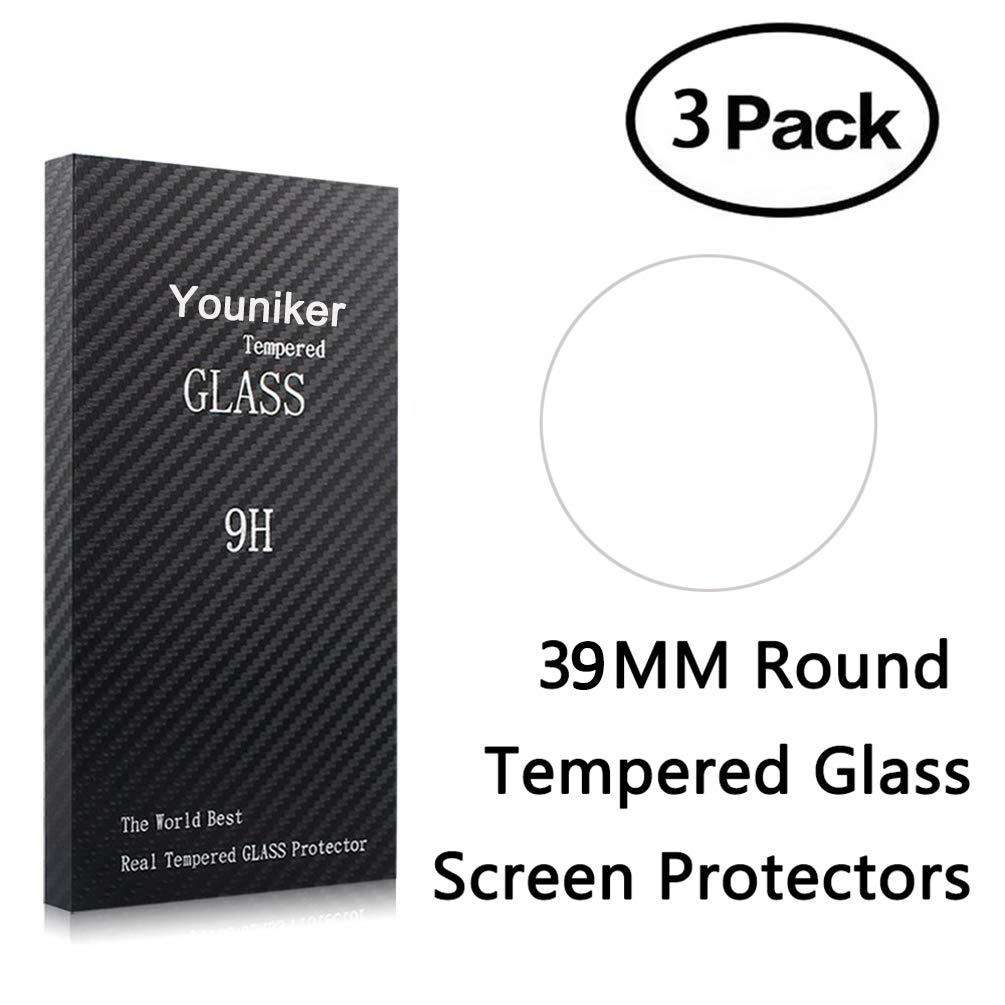 3 Pack
Youniker
Tempered
GLASS
9H
The World Best
Real Tempered GLASS Protector
39MM Round
Tempered Glass
Screen Protectors